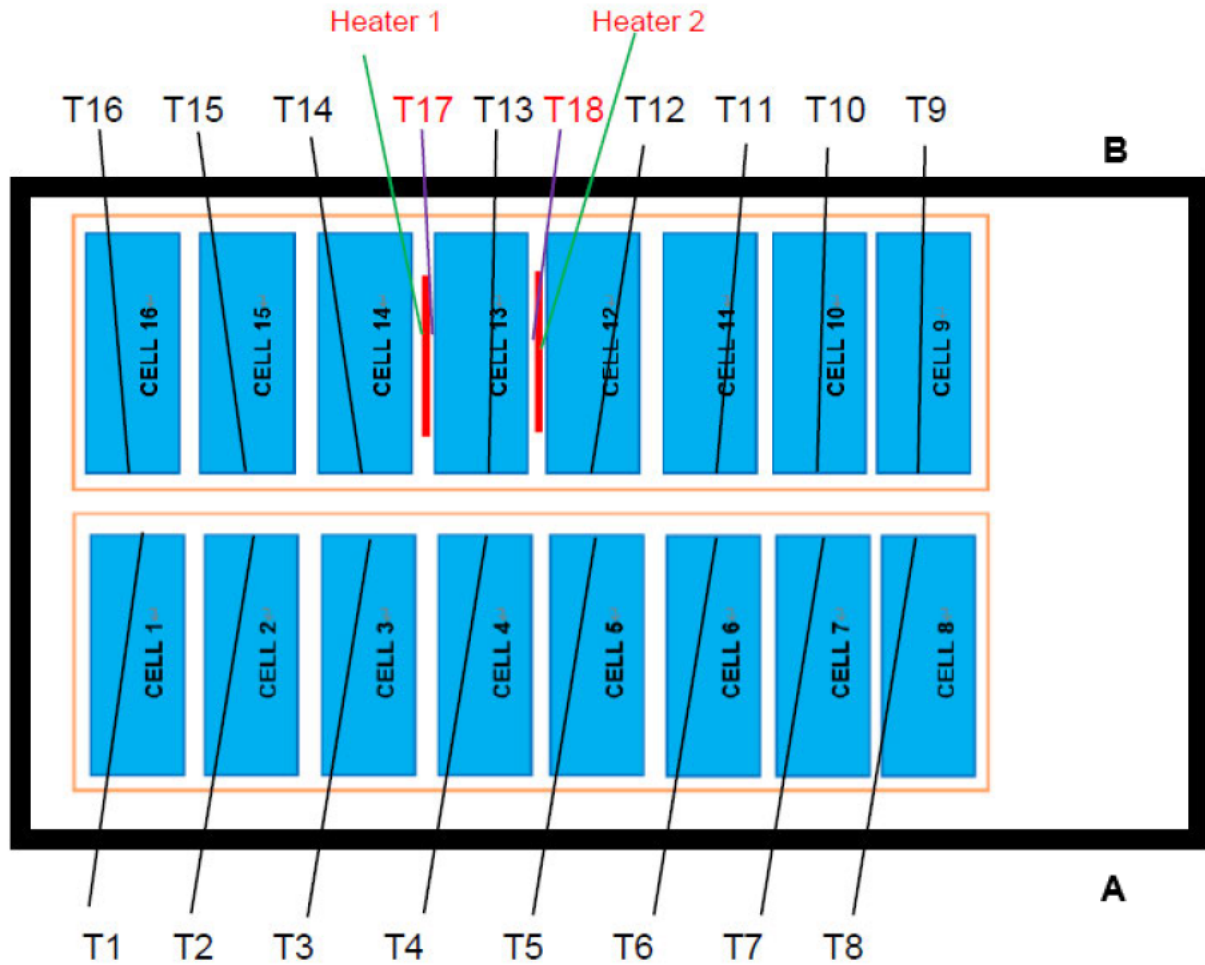 Heater 1 Heater 2
T16 T15 T14 T17 T13 T18 T12 T11 T10 T9
B
CELL 16 CELL 15 CELL 14 CELL 13 CELL 12 CELL 11 CELL 10 CELL 9
CELL 1 CELL 2 CELL 3 CELL 4 CELL 5 CELL 6 CELL 7 CELL 8
A
T1 T2 T3 T4 T5 T6 T7 T8